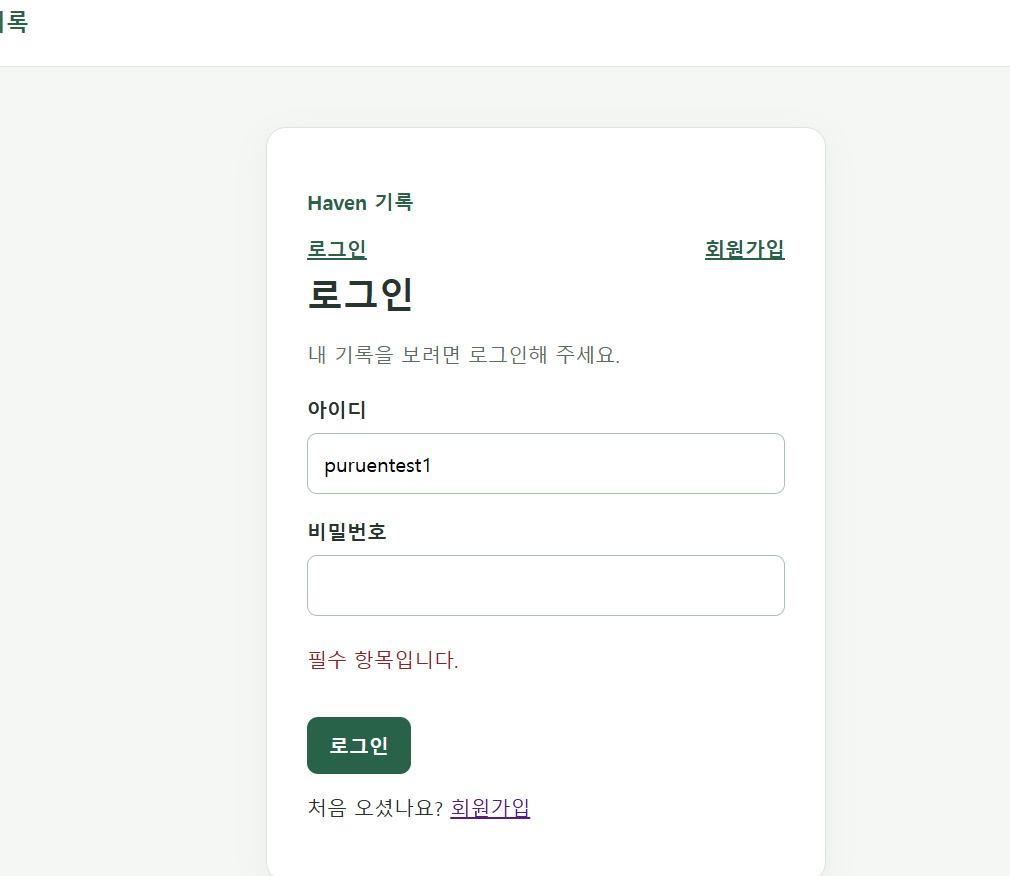 록
Haven 기록
로그인 회원가입
로그인
내 기록을 보려면 로그인해 주세요.
아이디
puruentest1
비밀번호
필수 항목입니다.
로그인
처음 오셨나요? 회원가입